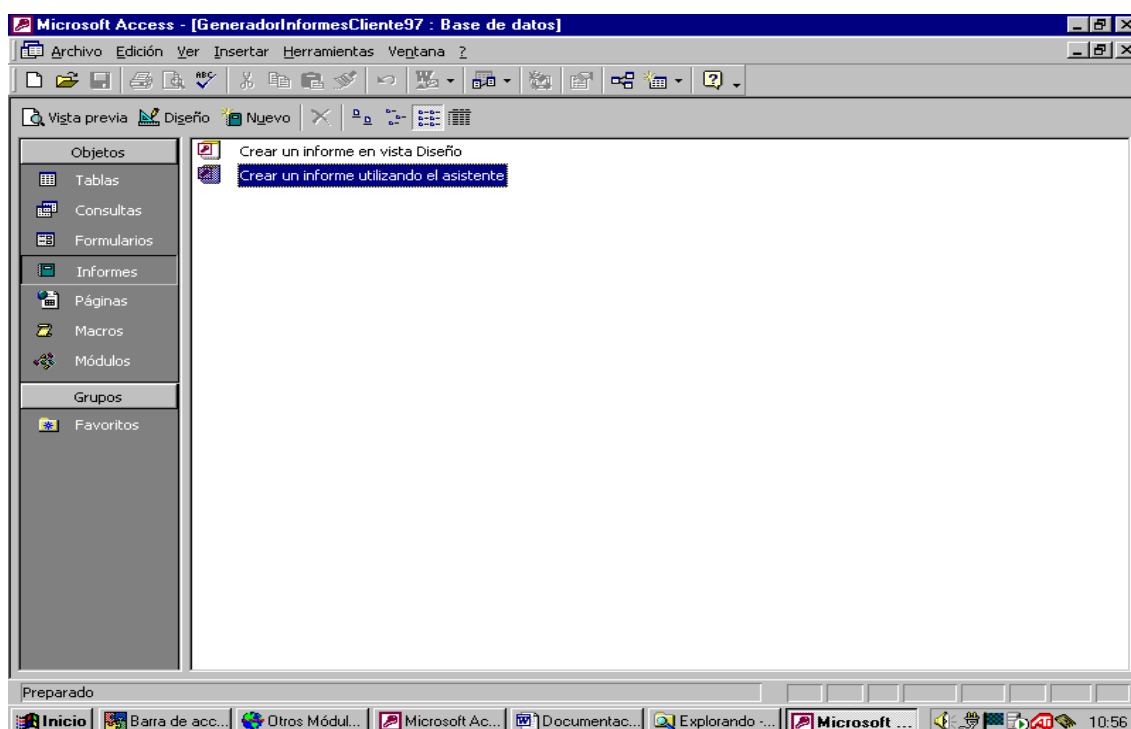 Microsoft Access - [GeneradorInformesCliente97 : Base de datos]
Archivo Edición Ver Insertar Herramientas Ventana ?
ABC
Vista previa Diseño Nuevo
Objetos
Crear un informe en vista Diseño
Crear un informe utilizando el asistente
Tablas
Consultas
Formularios
Informes
Páginas
Macros
Módulos
Grupos
Favoritos
Preparado
Inicio Barra de acc... Otros Módul... Microsoft Ac... Documentac... Explorando -... Microsoft ... ATI 10:56